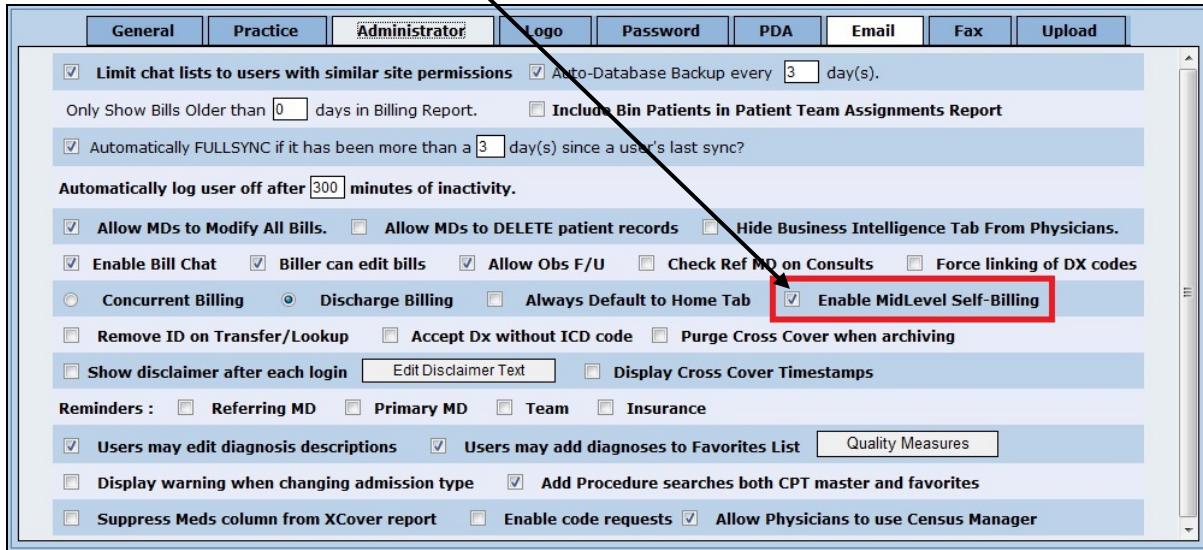 General Practice Administrator Logo Password PDA Email Fax Upload
Limit chat lists to users with similar site permissions Auto-Database Backup every 3 day(s).
Only Show Bills Older than 0 days in Billing Report. Include Bin Patients in Patient Team Assignments Report
Automatically FULLSYNC if it has been more than a 3 day(s) since a user's last sync?
Automatically log user off after 300 minutes of inactivity.
Allow MDs to Modify All Bills. Allow MDs to DELETE patient records Hide Business Intelligence Tab From Physicians.
Enable Bill Chat Biller can edit bills Allow Obs F/U Check Ref MD on Consults Force linking of DX codes
Concurrent Billing Discharge Billing Always Default to Home Tab Enable MidLevel Self-Billing
Remove ID on Transfer/Lookup Accept Dx without ICD code Purge Cross Cover when archiving
Show disclaimer after each login Edit Disclaimer Text Display Cross Cover Timestamps
Reminders : Referring MD Primary MD Team Insurance
Users may edit diagnosis descriptions Users may add diagnoses to Favorites List Quality Measures
Display warning when changing admission type Add Procedure searches both CPT master and favorites
Suppress Meds column from XCover report Enable code requests Allow Physicians to use Census Manager